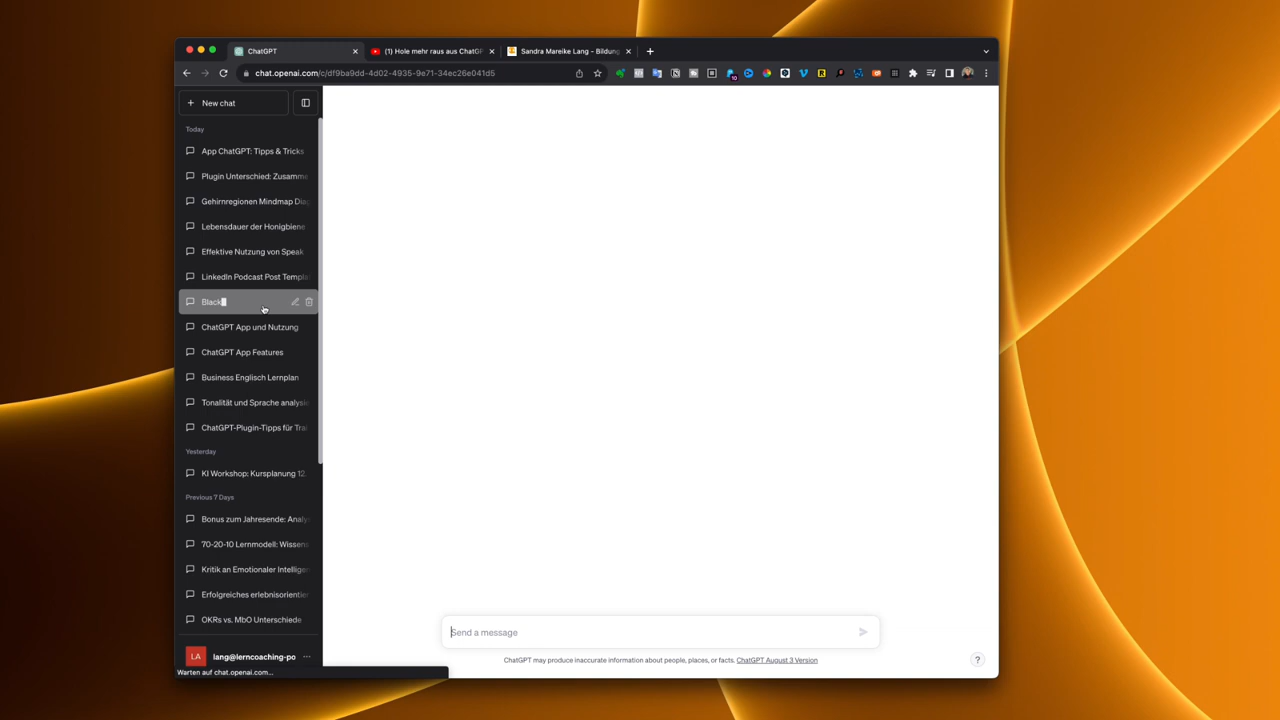 ChatGPT
(1) Hole mehr raus aus ChatGP
Sandra Mareike Lang - Bildung
chat.openai.com/c/df9ba9dd-4d02-4935-9e71-34ec26e041d5
10
New chat
Today
App ChatGPT: Tipps & Tricks
Plugin Unterschied: Zusamme
Gehirnregionen Mindmap Dia
Lebensdauer der Honigbiene
Effektive Nutzung von Speak
LinkedIn Podcast Post Templa
Black
ChatGPT App und Nutzung
ChatGPT App Features
Business Englisch Lernplan
Tonalität und Sprache analysi
ChatGPT-Plugin-Tipps für Trai
Yesterday
KI Workshop: Kursplanung 12.
Previous 7 Days
Bonus zum Jahresende: Analy
70-20-10 Lernmodell: Wissens
Kritik an Emotionaler Intellige
Erfolgreiches erlebnisorientie
OKRs vs. MbO Unterschiede
LA lang@lerncoaching-po
Warten auf chat.openai.com...
Send a message
ChatGPT may produce inaccurate information about people, places, or facts. ChatGPT August 3 Version
?